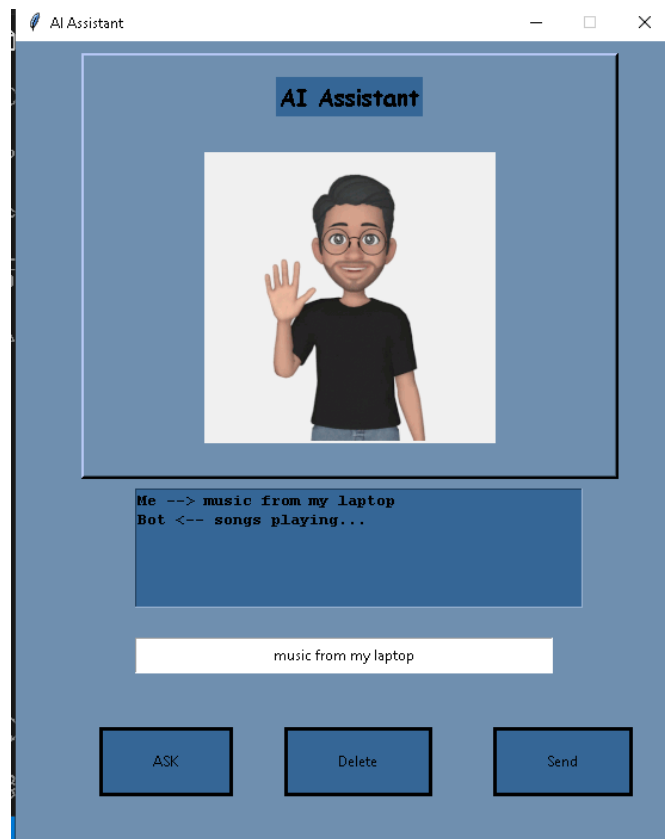 AI Assistant
AI Assistant
Me --> music from my laptop
Bot <-- songs playing...
music from my laptop
ASK
Delete
Send